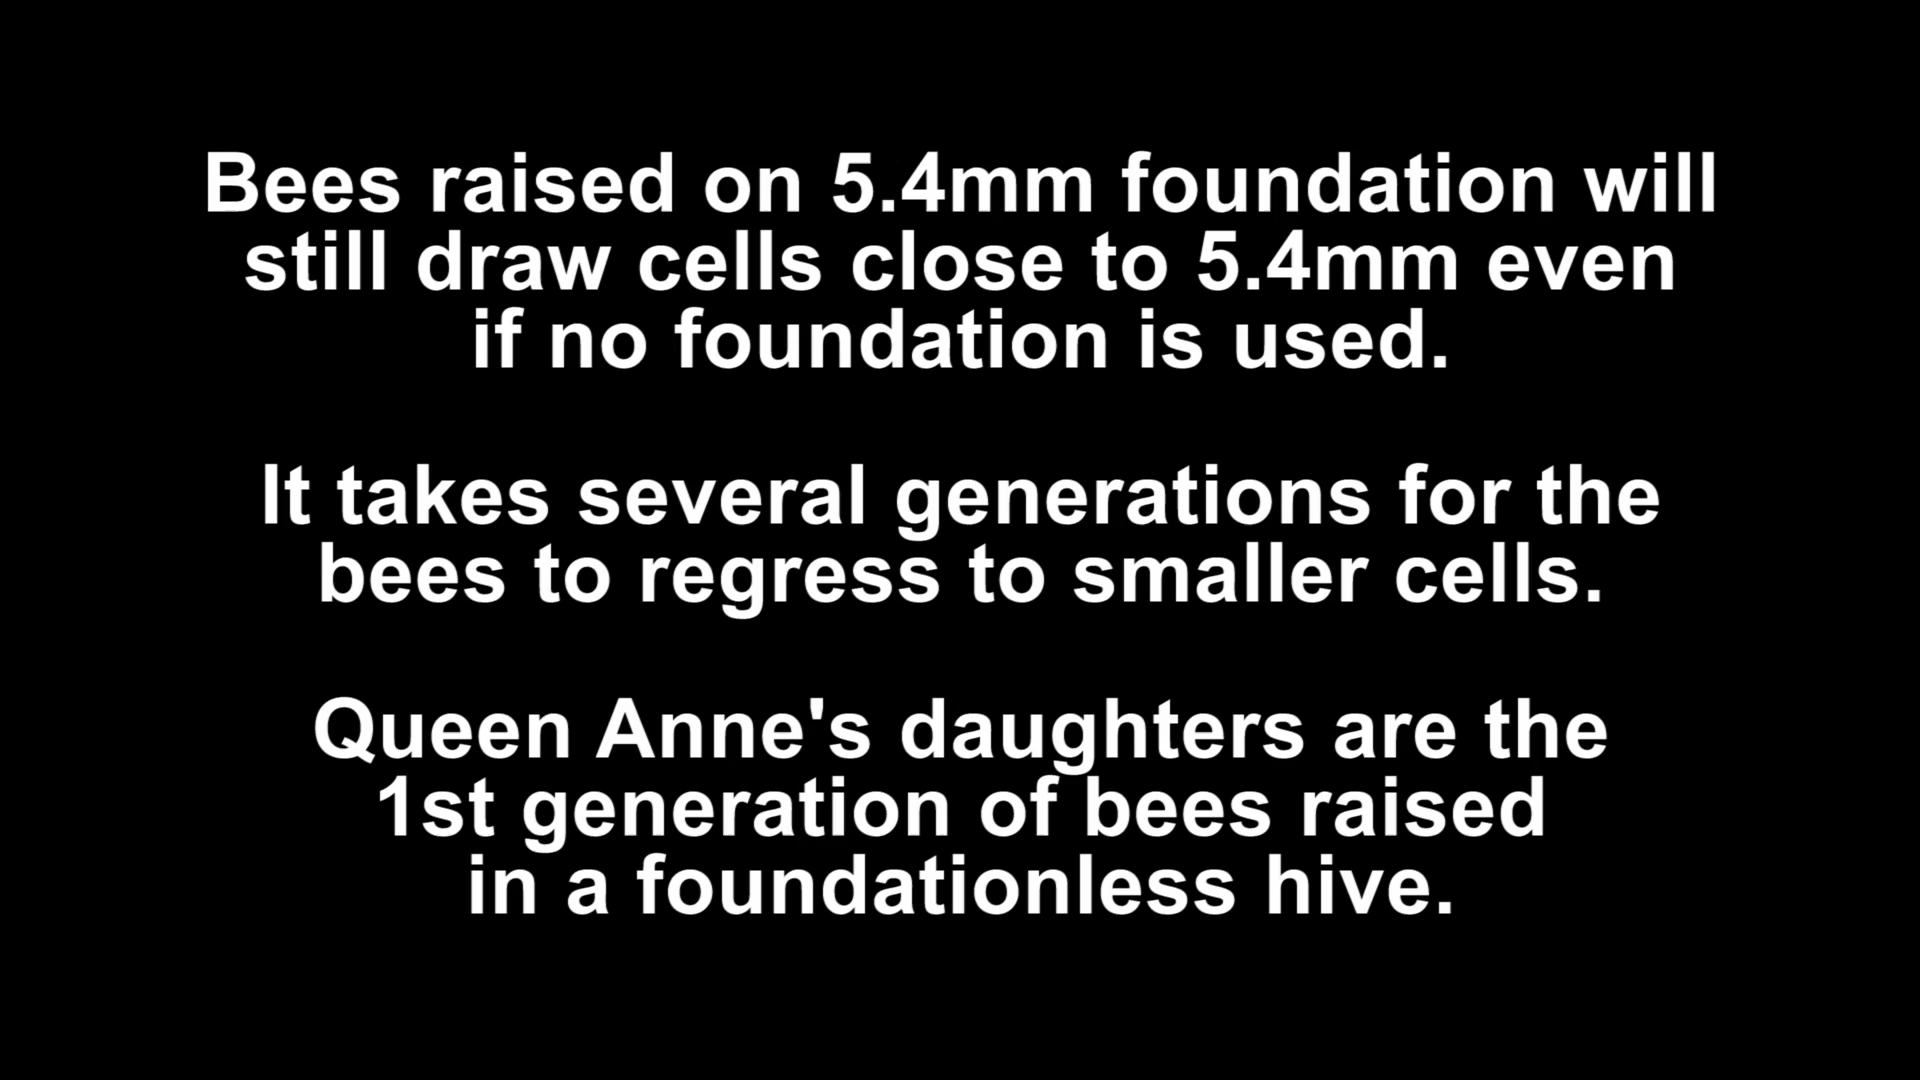 Bees raised on 5.4mm foundation will
still draw cells close to 5.4mm even
if no foundation is used.
It takes several generations for the
bees to regress to smaller cells.
Queen Anne's daughters are the
1st generation of bees raised
in a foundationless hive.